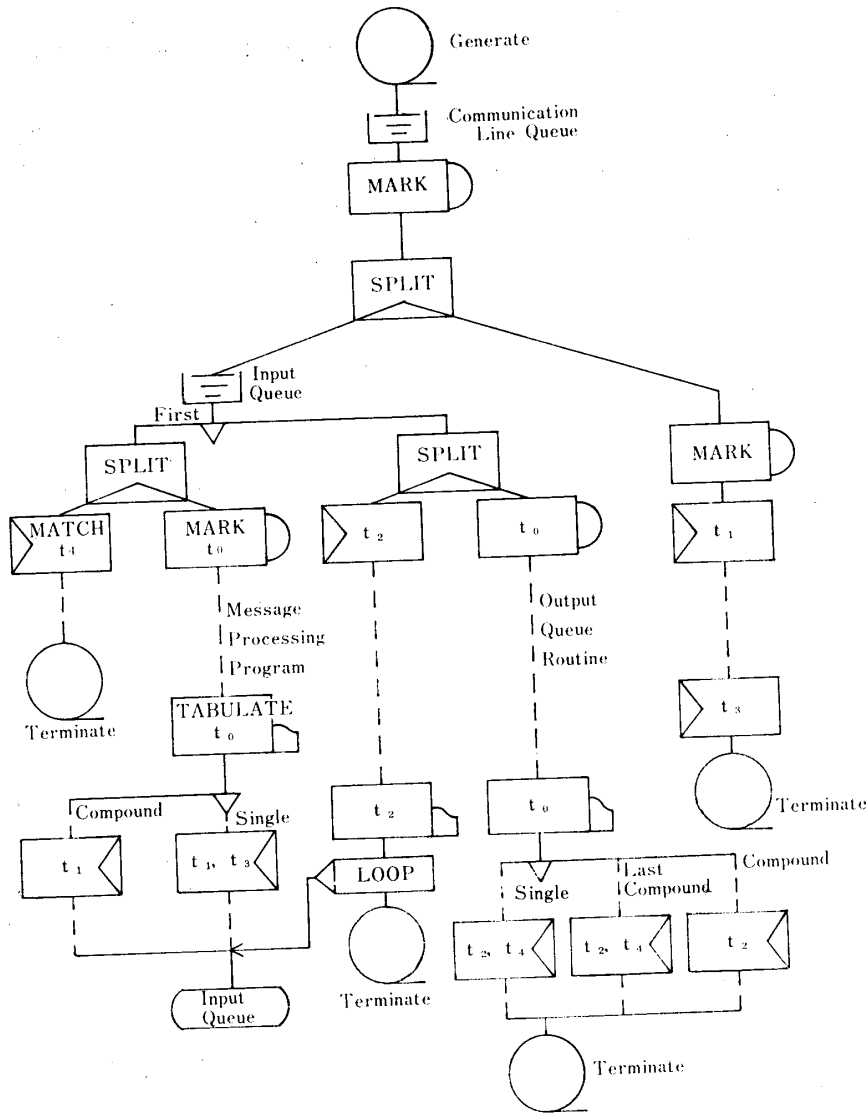 Generate
Communication
Line Queue
MARK
SPLIT
Input
Queue
First
SPLIT
SPLIT
MARK
MATCH
t₄
MARK
t₀
t₂
t₀
t₁
Message
Processing
Program
Output
Queue
Routine
TABULATE
t₀
t₃
Terminate
Terminate
Compound
Single
t₂
t₀
t₁
t₁, t₃
LOOP
Single
Last
Compound
Compound
t₂, t₄
t₂, t₄
t₂
Input
Queue
Terminate
Terminate